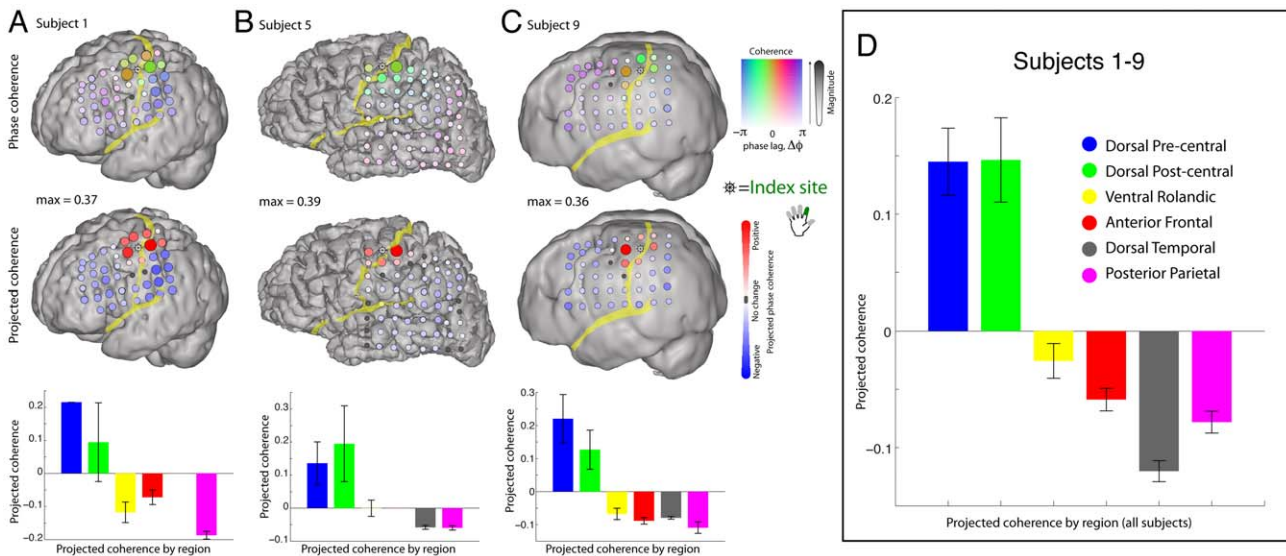 A
Subject 1
B
Subject 5
C
Subject 9
D
Subjects 1-9
Phase coherence
Coherence
Magnitude
−π 0 π
phase lag, Δϕ
=Index site
max = 0.37
max = 0.39
max = 0.36
Projected coherence
Positive
No change
Negative
Projected phase coherence
Projected coherence
0.2
0.1
0
−0.1
−0.2
Projected coherence by region
Projected coherence
0.3
0.2
0.1
0
−0.1
Projected coherence by region
Projected coherence
0.3
0.2
0.1
0
−0.1
Projected coherence by region
Projected coherence
0.2
0.1
0
−0.1
Dorsal Pre-central
Dorsal Post-central
Ventral Rolandic
Anterior Frontal
Dorsal Temporal
Posterior Parietal
Projected coherence by region (all subjects)